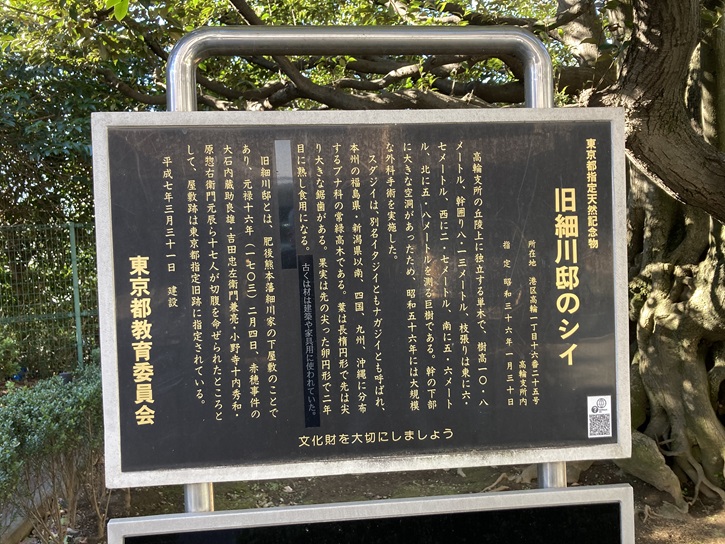 東京都指定天然記念物
旧細川邸のシイ
所在地 港区高輪一丁目十六番二十五号
高輪支所内
指定 昭和三十六年一月三十日
高輪支所の丘陵上に独立する単木で、樹高一〇・八
メートル、幹囲り八・一三メートル、枝張りは東に六・
七メートル、西に二・七メートル、南に五・六メート
ル、北に五・八メートルを測る巨樹である。幹の下部
に大きな空洞があったため、昭和五十六年には大規模
な外科手術を実施した。
スダジイは、別名イタジイともナガジイとも呼ばれ、
本州の福島県・新潟県以南、四国、九州、沖縄に分布
するブナ科の常緑高木である。葉は長楕円形で先は尖
り大きな鋸歯がある。果実は先の尖った卵円形で二年
目に熟し食用になる。古くは材は建築や家具用に使われていた。
旧細川邸とは、肥後熊本藩細川家の下屋敷のことで
あり、元禄十六年(一七〇三)二月四日、赤穂事件の
大石内蔵助良雄・吉田忠左衛門兼亮・小野寺十内秀和・
原惣右衛門元辰ら十七人が切腹を命ぜられたところと
して、屋敷跡は東京都指定旧跡に指定されている。
平成七年三月三十一日 建設
東京都教育委員会
文化財を大切にしましょう